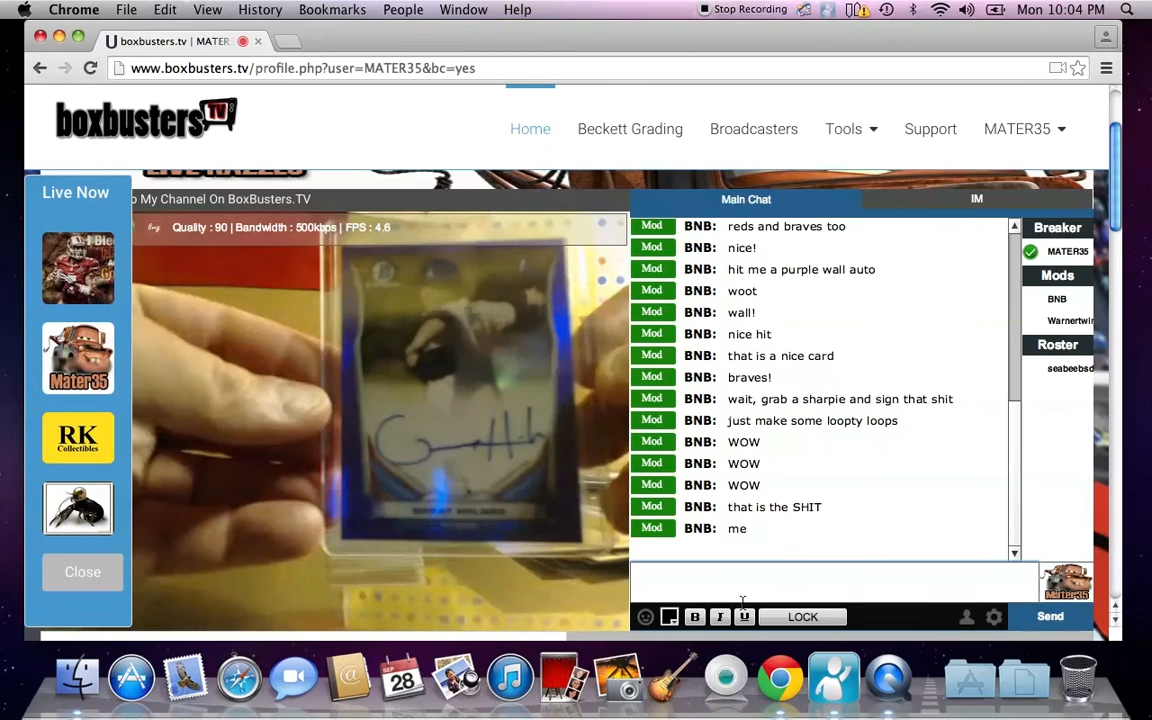 Chrome File Edit View History Bookmarks People Window Help Stop Recording Mon 10:04 PM
boxbusters.tv | MATER
www.boxbusters.tv/profile.php?user=MATER35&bc=yes
boxbusters TV
Home Beckett Grading Broadcasters Tools Support MATER35
Live Now
o My Channel On BoxBusters.TV
Main Chat IM
Quality : 90 | Bandwidth : 500kbps | FPS : 4.6
Mod BNB: reds and braves too
Mod BNB: nice!
Mod BNB: hit me a purple wall auto
Mod BNB: woot
Mod BNB: wall!
Mod BNB: nice hit
Mod BNB: that is a nice card
Mod BNB: braves!
Mod BNB: wait, grab a sharpie and sign that shit
Mod BNB: just make some loopty loops
Mod BNB: WOW
Mod BNB: WOW
Mod BNB: WOW
Mod BNB: that is the SHIT
Mod BNB: me
Breaker
MATER35
Mods
BNB
Warnertwi
Roster
seabeebsd
Mater35
RK
Collectibles
Close
Mater35
B I U LOCK Send
SEP
28